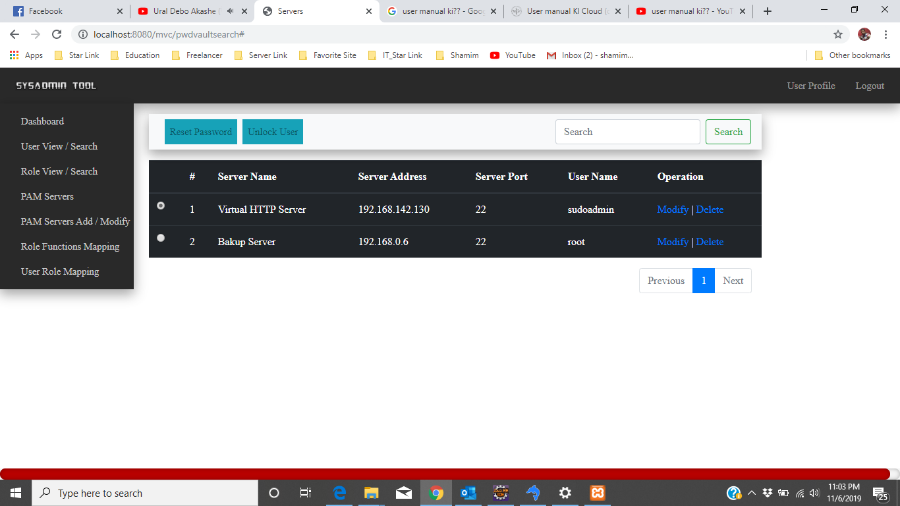 Facebook
Ural Debo Akashe
Servers
user manual ki?? - Goo
User manual KI Cloud (
user manual ki?? - YouT
localhost:8080/mvc/pwdvaultsearch#
Apps
Star Link
Education
Freelancer
Server Link
Favorite Site
IT_Star Link
Shamim
YouTube
Inbox (2) - shamim...
Other bookmarks
SYSADMIN TOOL
User Profile
Logout
Dashboard
User View / Search
Role View / Search
PAM Servers
PAM Servers Add / Modify
Role Functions Mapping
User Role Mapping
Reset Password
Unlock User
Search
Search
# Server Name Server Address Server Port User Name Operation
1 Virtual HTTP Server 192.168.142.130 22 sudoadmin Modify | Delete
2 Bakup Server 192.168.0.6 22 root Modify | Delete
Previous 1 Next
Type here to search
11:03 PM
11/6/2019
25